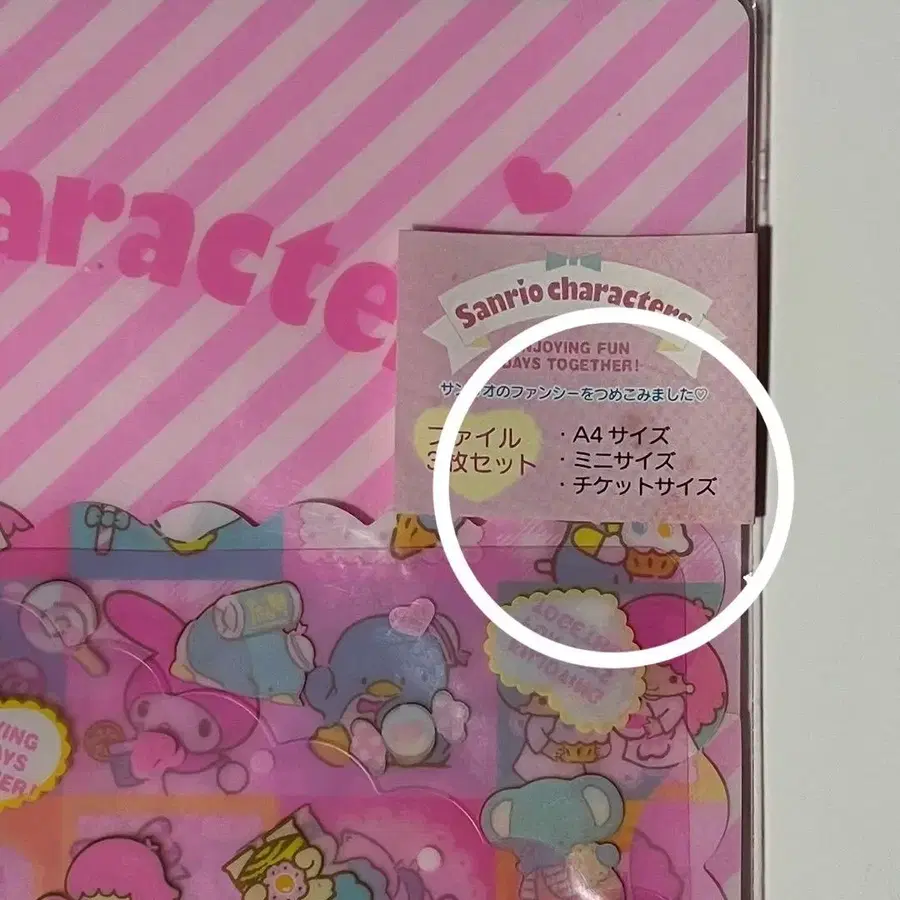 aracte
Sanrio characters
ENJOYING FUN
DAYS TOGETHER!
サンリオのファンシーをつめこみました♡
ファイル
3枚セット
・A4サイズ
・ミニサイズ
・チケットサイズ
YING
AYS
HER!